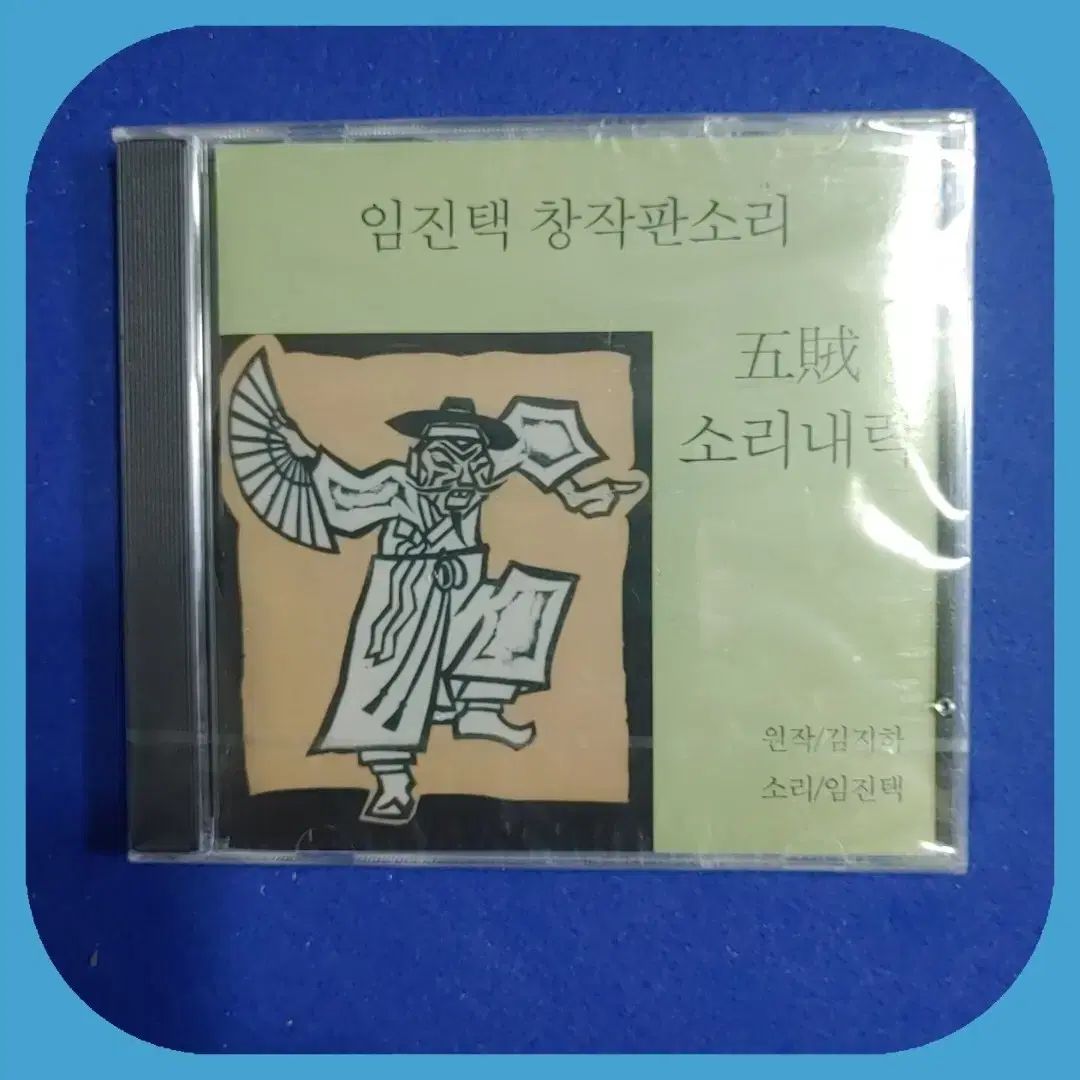 임진택 창작판소리
五賊
소리내력
원작/김지하
소리/임진택